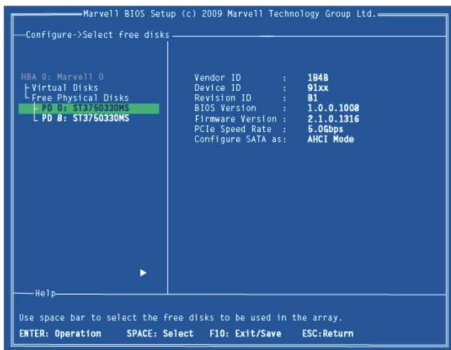 Marvell BIOS Setup (c) 2009 Marvell Technology Group Ltd.
Configure->Select free disks
HBA 0: Marvell 0
Virtual Disks
Free Physical Disks
PD 0: ST3750330NS
PD 8: ST3750330NS
Vendor ID : 1B4B
Device ID : 91xx
Revision ID : B1
BIOS Version : 1.0.0.1008
Firmware Version : 2.1.0.1316
PCIe Speed Rate : 5.0Gbps
Configure SATA as: AHCI Mode
Help
Use space bar to select the free disks to be used in the array.
ENTER: Operation SPACE: Select F10: Exit/Save ESC:Return